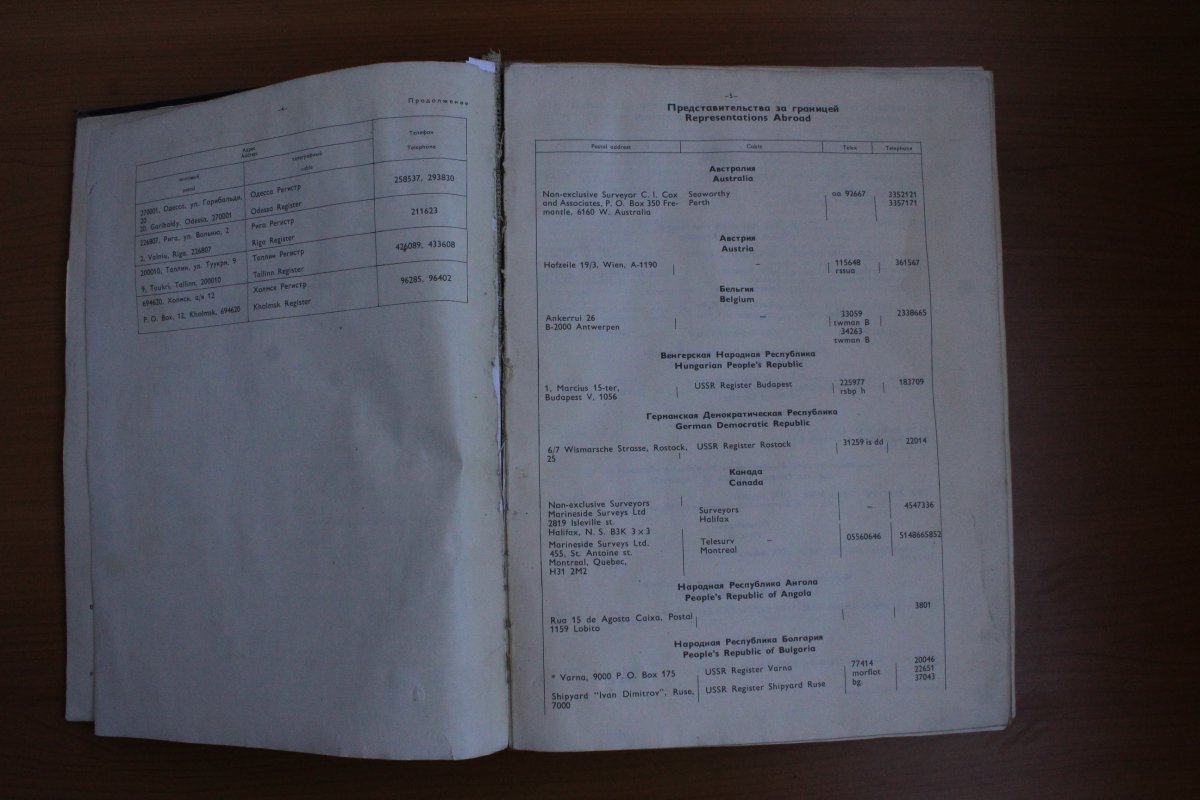 –4–
Продолжение
Адрес
Address
Телефон
Telephone
почтовый
postal
телеграфный
cable
270001, Одесса, ул. Гарибальди,
20
20, Garibaldy, Odessa, 270001
Одесса Регистр
Odessa Register
258537, 293830
226807, Рига, ул. Вальню, 2
2, Valniu, Riga, 226807
Рига Регистр
Riga Register
211623
200010, Таллин, ул. Туукри, 9
9, Tuukri, Tallinn, 200010
Таллин Регистр
Tallinn Register
426089, 433608
694620, Холмск, а/я 12
P. O. Box, 12, Kholmsk, 694620
Холмск Регистр
Kholmsk Register
96285, 96402
–5–
Представительства за границей
Representations Abroad
Postal address
Cable
Telex
Telephone
Австралия
Australia
Non-exclusive Surveyor C. I. Cox
and Associates, P. O. Box 350 Fre-
mantle, 6160 W. Australia
Seaworthy
Perth
aa 92667
3352121
3357171
Австрия
Austria
Hofzeile 19/3, Wien, A-1190
–
115648
rssua
361567
Бельгия
Belgium
Ankerrui 26
B-2000 Antwerpen
–
33059
twman B
34263
twman B
2338665
Венгерская Народная Республика
Hungarian People's Republic
1, Marcius 15-ter,
Budapest V, 1056
USSR Register Budapest
225977
rsbp h
183709
Германская Демократическая Республика
German Democratic Republic
6/7 Wismarsche Strasse, Rostock,
25
USSR Register Rostock
31259 is dd
22014
Канада
Canada
Non-exclusive Surveyors
Marineside Surveys Ltd
2819 Isleville st.
Halifax, N. S. B3K 3 x 3
Surveyors
Halifax
–
4547336
Marineside Surveys Ltd.
455, St. Antoine st.
Montreal, Quebec,
H31 2M2
Telesurv –
Montreal
05560646
5148665852
Народная Республика Ангола
People's Republic of Angola
Rua 15 de Agosta Caixa, Postal
1159 Lobito
3801
Народная Республика Болгария
People's Republic of Bulgaria
* Varna, 9000 P. O. Box 175
USSR Register Varna
77414
morflot
bg.
20046
22651
37043
Shipyard "Ivan Dimitrov", Ruse,
7000
USSR Register Shipyard Ruse